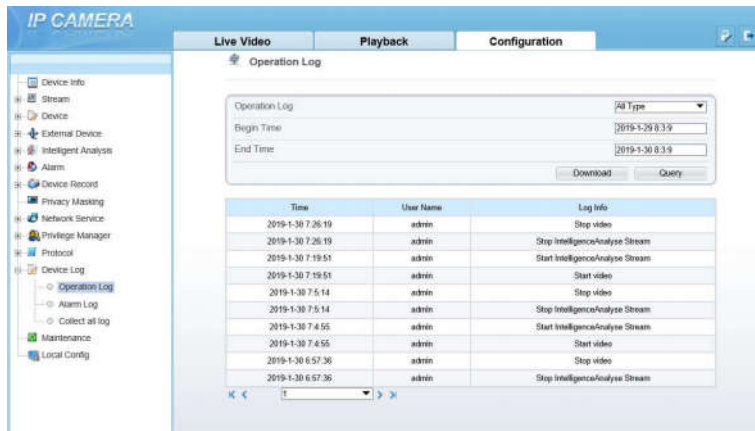 IP CAMERA
Live Video Playback Configuration
Operation Log
Device Info
Stream
Device
External Device
Intelligent Analysis
Alarm
Device Record
Privacy Masking
Network Service
Privilege Manager
Protocol
Device Log
Operation Log
Alarm Log
Collect all log
Maintenance
Local Config
Operation Log All Type
Begin Time 2019-1-29 8:3:9
End Time 2019-1-30 8:3:9
Download Query
Time User Name Log Info
2019-1-30 7:26:19 admin Stop video
2019-1-30 7:26:19 admin Stop IntelligenceAnalyse Stream
2019-1-30 7:19:51 admin Start IntelligenceAnalyse Stream
2019-1-30 7:19:51 admin Start video
2019-1-30 7:5:14 admin Stop video
2019-1-30 7:5:14 admin Stop IntelligenceAnalyse Stream
2019-1-30 7:4:55 admin Start IntelligenceAnalyse Stream
2019-1-30 7:4:55 admin Start video
2019-1-30 6:57:36 admin Stop video
2019-1-30 6:57:36 admin Stop IntelligenceAnalyse Stream
1